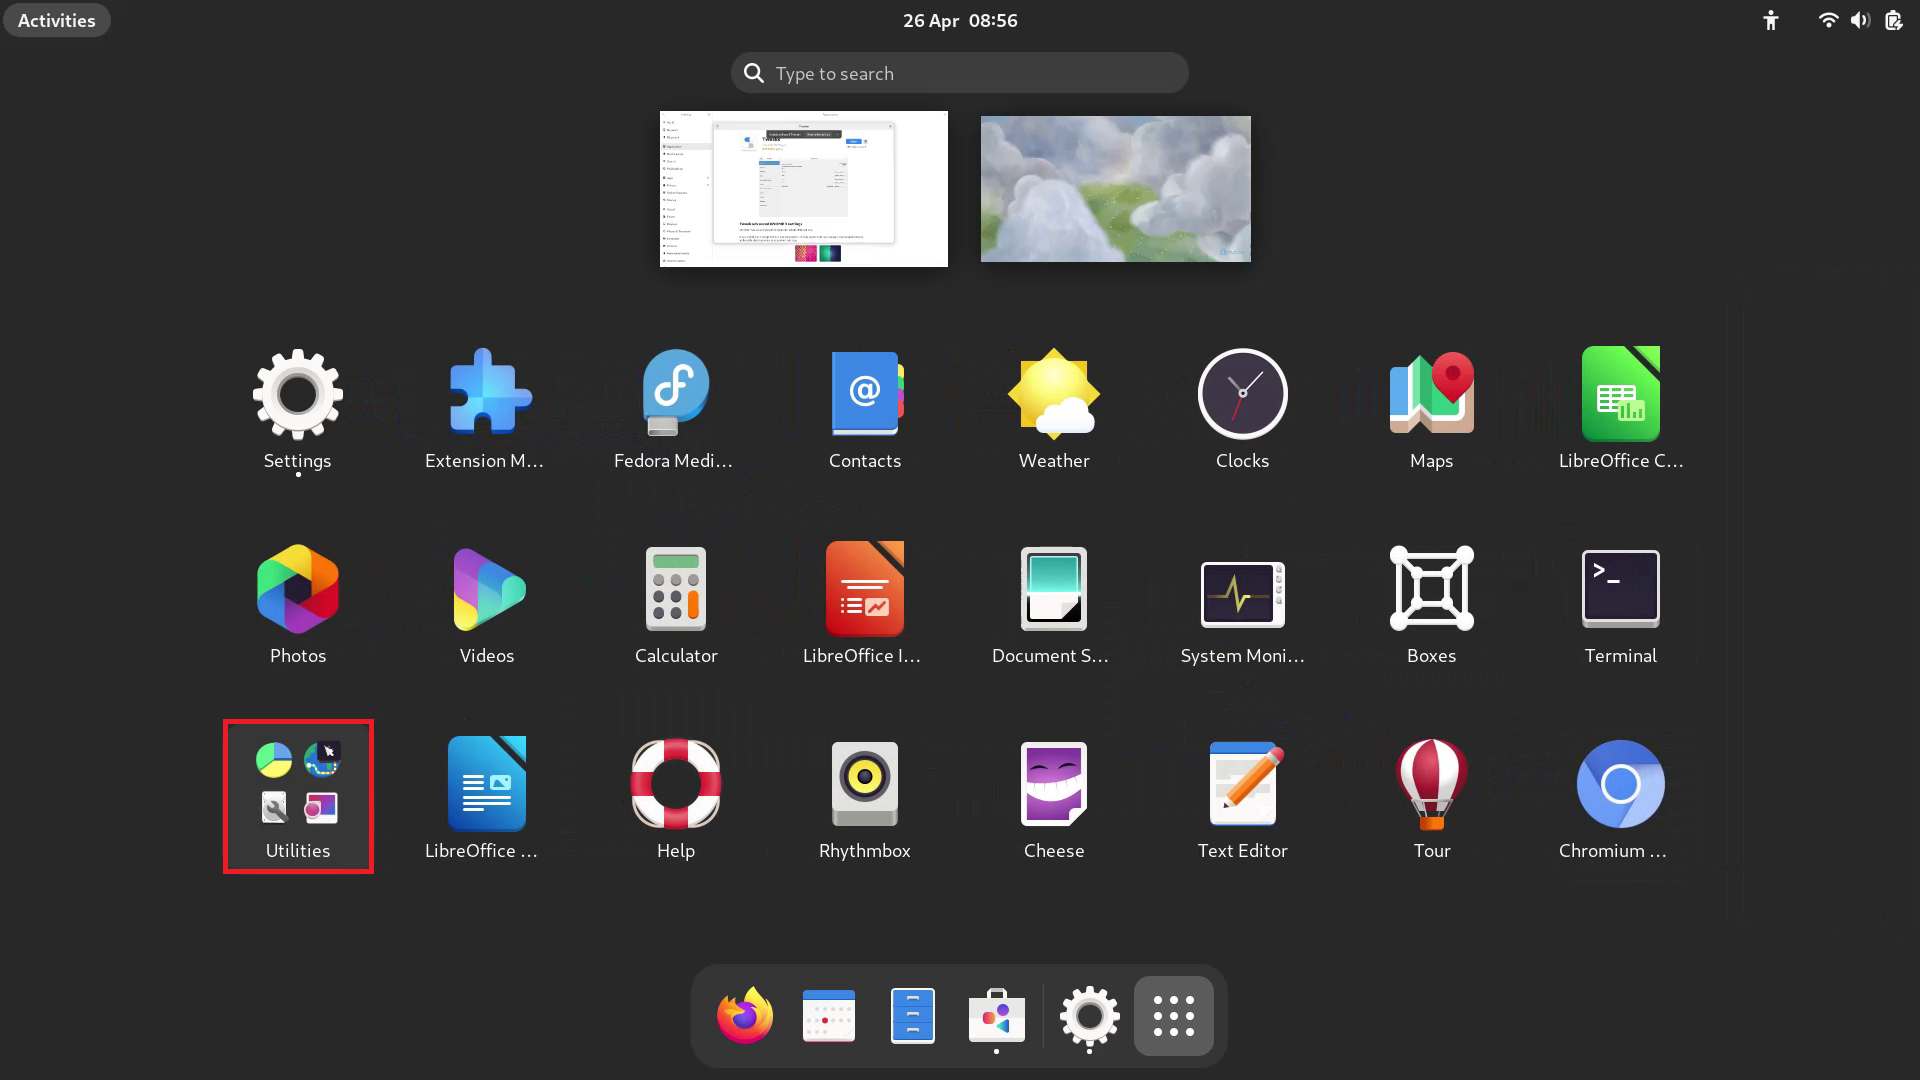 Activities
26 Apr 08:56
Type to search
Settings
Extension M...
Fedora Medi...
Contacts
Weather
Clocks
Maps
LibreOffice C...
Photos
Videos
Calculator
LibreOffice I...
Document S...
System Moni...
Boxes
Terminal
Utilities
LibreOffice ...
Help
Rhythmbox
Cheese
Text Editor
Tour
Chromium ...